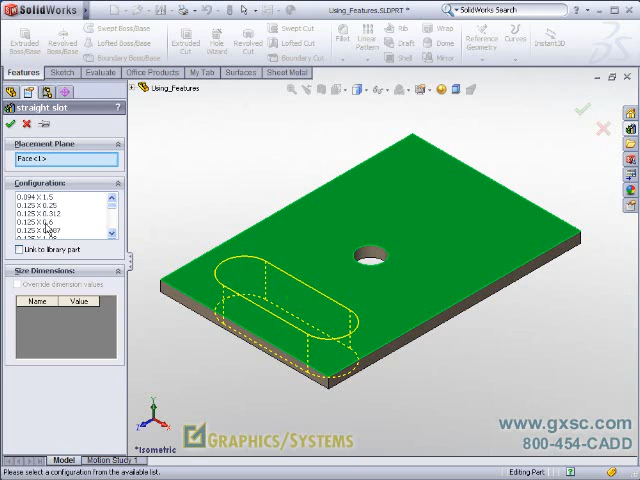 SolidWorks
Using_Features.SLDPRT *
SolidWorks Search
Extruded Boss/Base
Revolved Boss/Base
Swept Boss/Base
Lofted Boss/Base
Boundary Boss/Base
Extruded Cut
Hole Wizard
Revolved Cut
Swept Cut
Lofted Cut
Boundary Cut
Fillet
Linear Pattern
Rib
Draft
Shell
Wrap
Dome
Mirror
Reference Geometry
Curves
Instant3D
Features Sketch Evaluate Office Products My Tab Surfaces Sheet Metal
Using_Features
straight slot ?
Placement Plane
Face<1>
Configuration:
0.094 X 1.5
0.125 X 0.25
0.125 X 0.312
Link to library part
Size Dimensions:
Override dimension values
Name Value
Y
X
Z
*Isometric
GRAPHICS/SYSTEMS
www.gxsc.com
800-454-CADD
Model Motion Study 1
Please select a configuration from the available list.
Editing Part